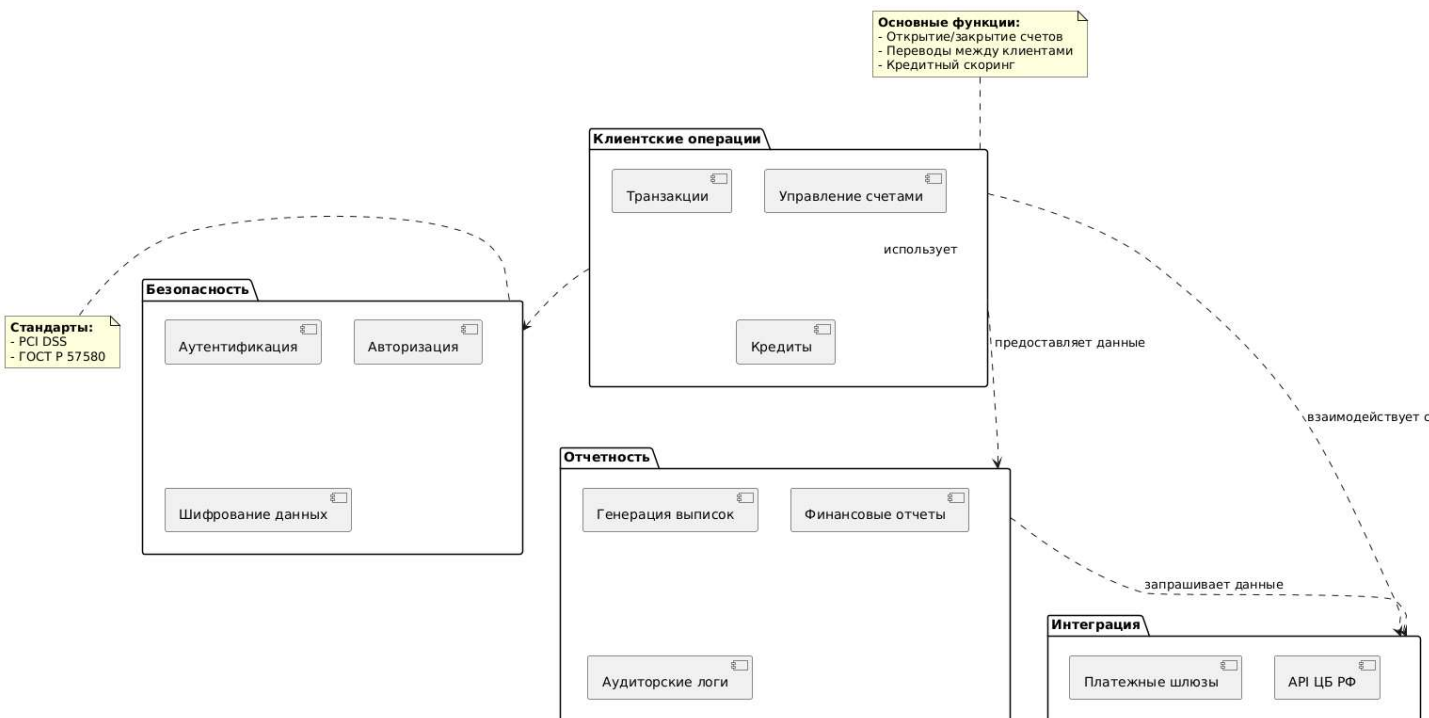 Основные функции:
- Открытие/закрытие счетов
- Переводы между клиентами
- Кредитный скоринг
Клиентские операции
Транзакции
Управление счетами
использует
Безопасность
Стандарты:
- PCI DSS
- ГОСТ Р 57580
Аутентификация
Авторизация
Кредиты
предоставляет данные
взаимодействует с
Отчетность
Шифрование данных
Генерация выписок
Финансовые отчеты
запрашивает данные
Интеграция
Аудиторские логи
Платежные шлюзы
API ЦБ РФ